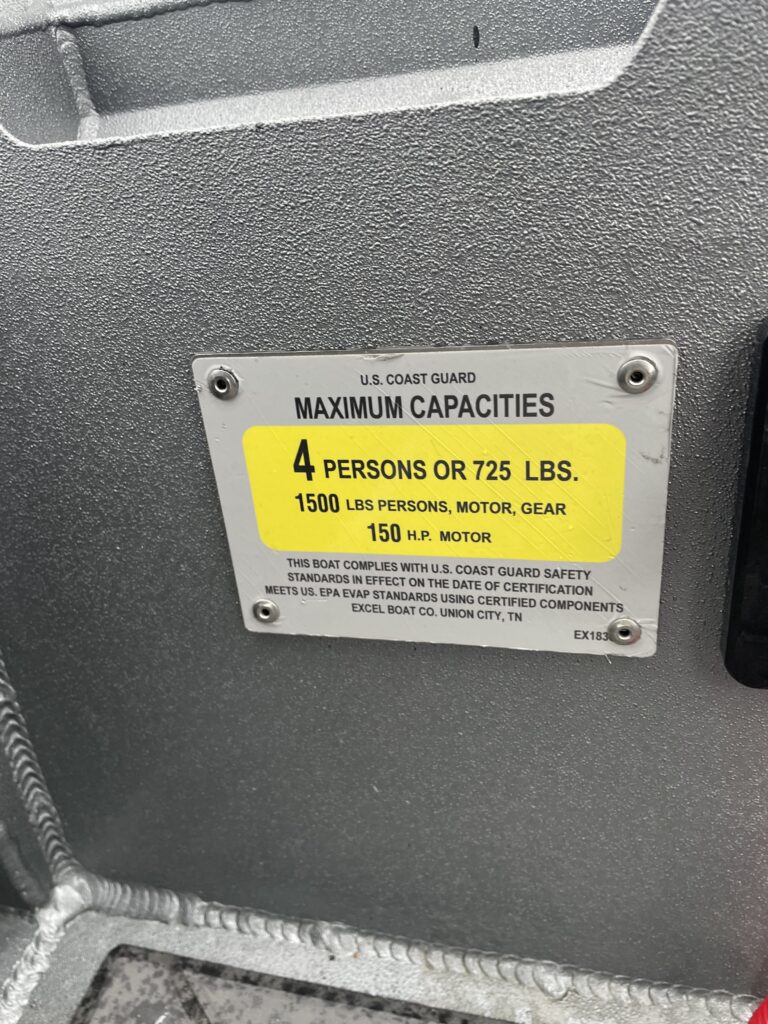 U.S. COAST GUARD
MAXIMUM CAPACITIES
4 PERSONS OR 725 LBS.
1500 LBS PERSONS, MOTOR, GEAR
150 H.P. MOTOR
THIS BOAT COMPLIES WITH U.S. COAST GUARD SAFETY
STANDARDS IN EFFECT ON THE DATE OF CERTIFICATION
MEETS US. EPA EVAP STANDARDS USING CERTIFIED COMPONENTS
EXCEL BOAT CO. UNION CITY, TN
EX183